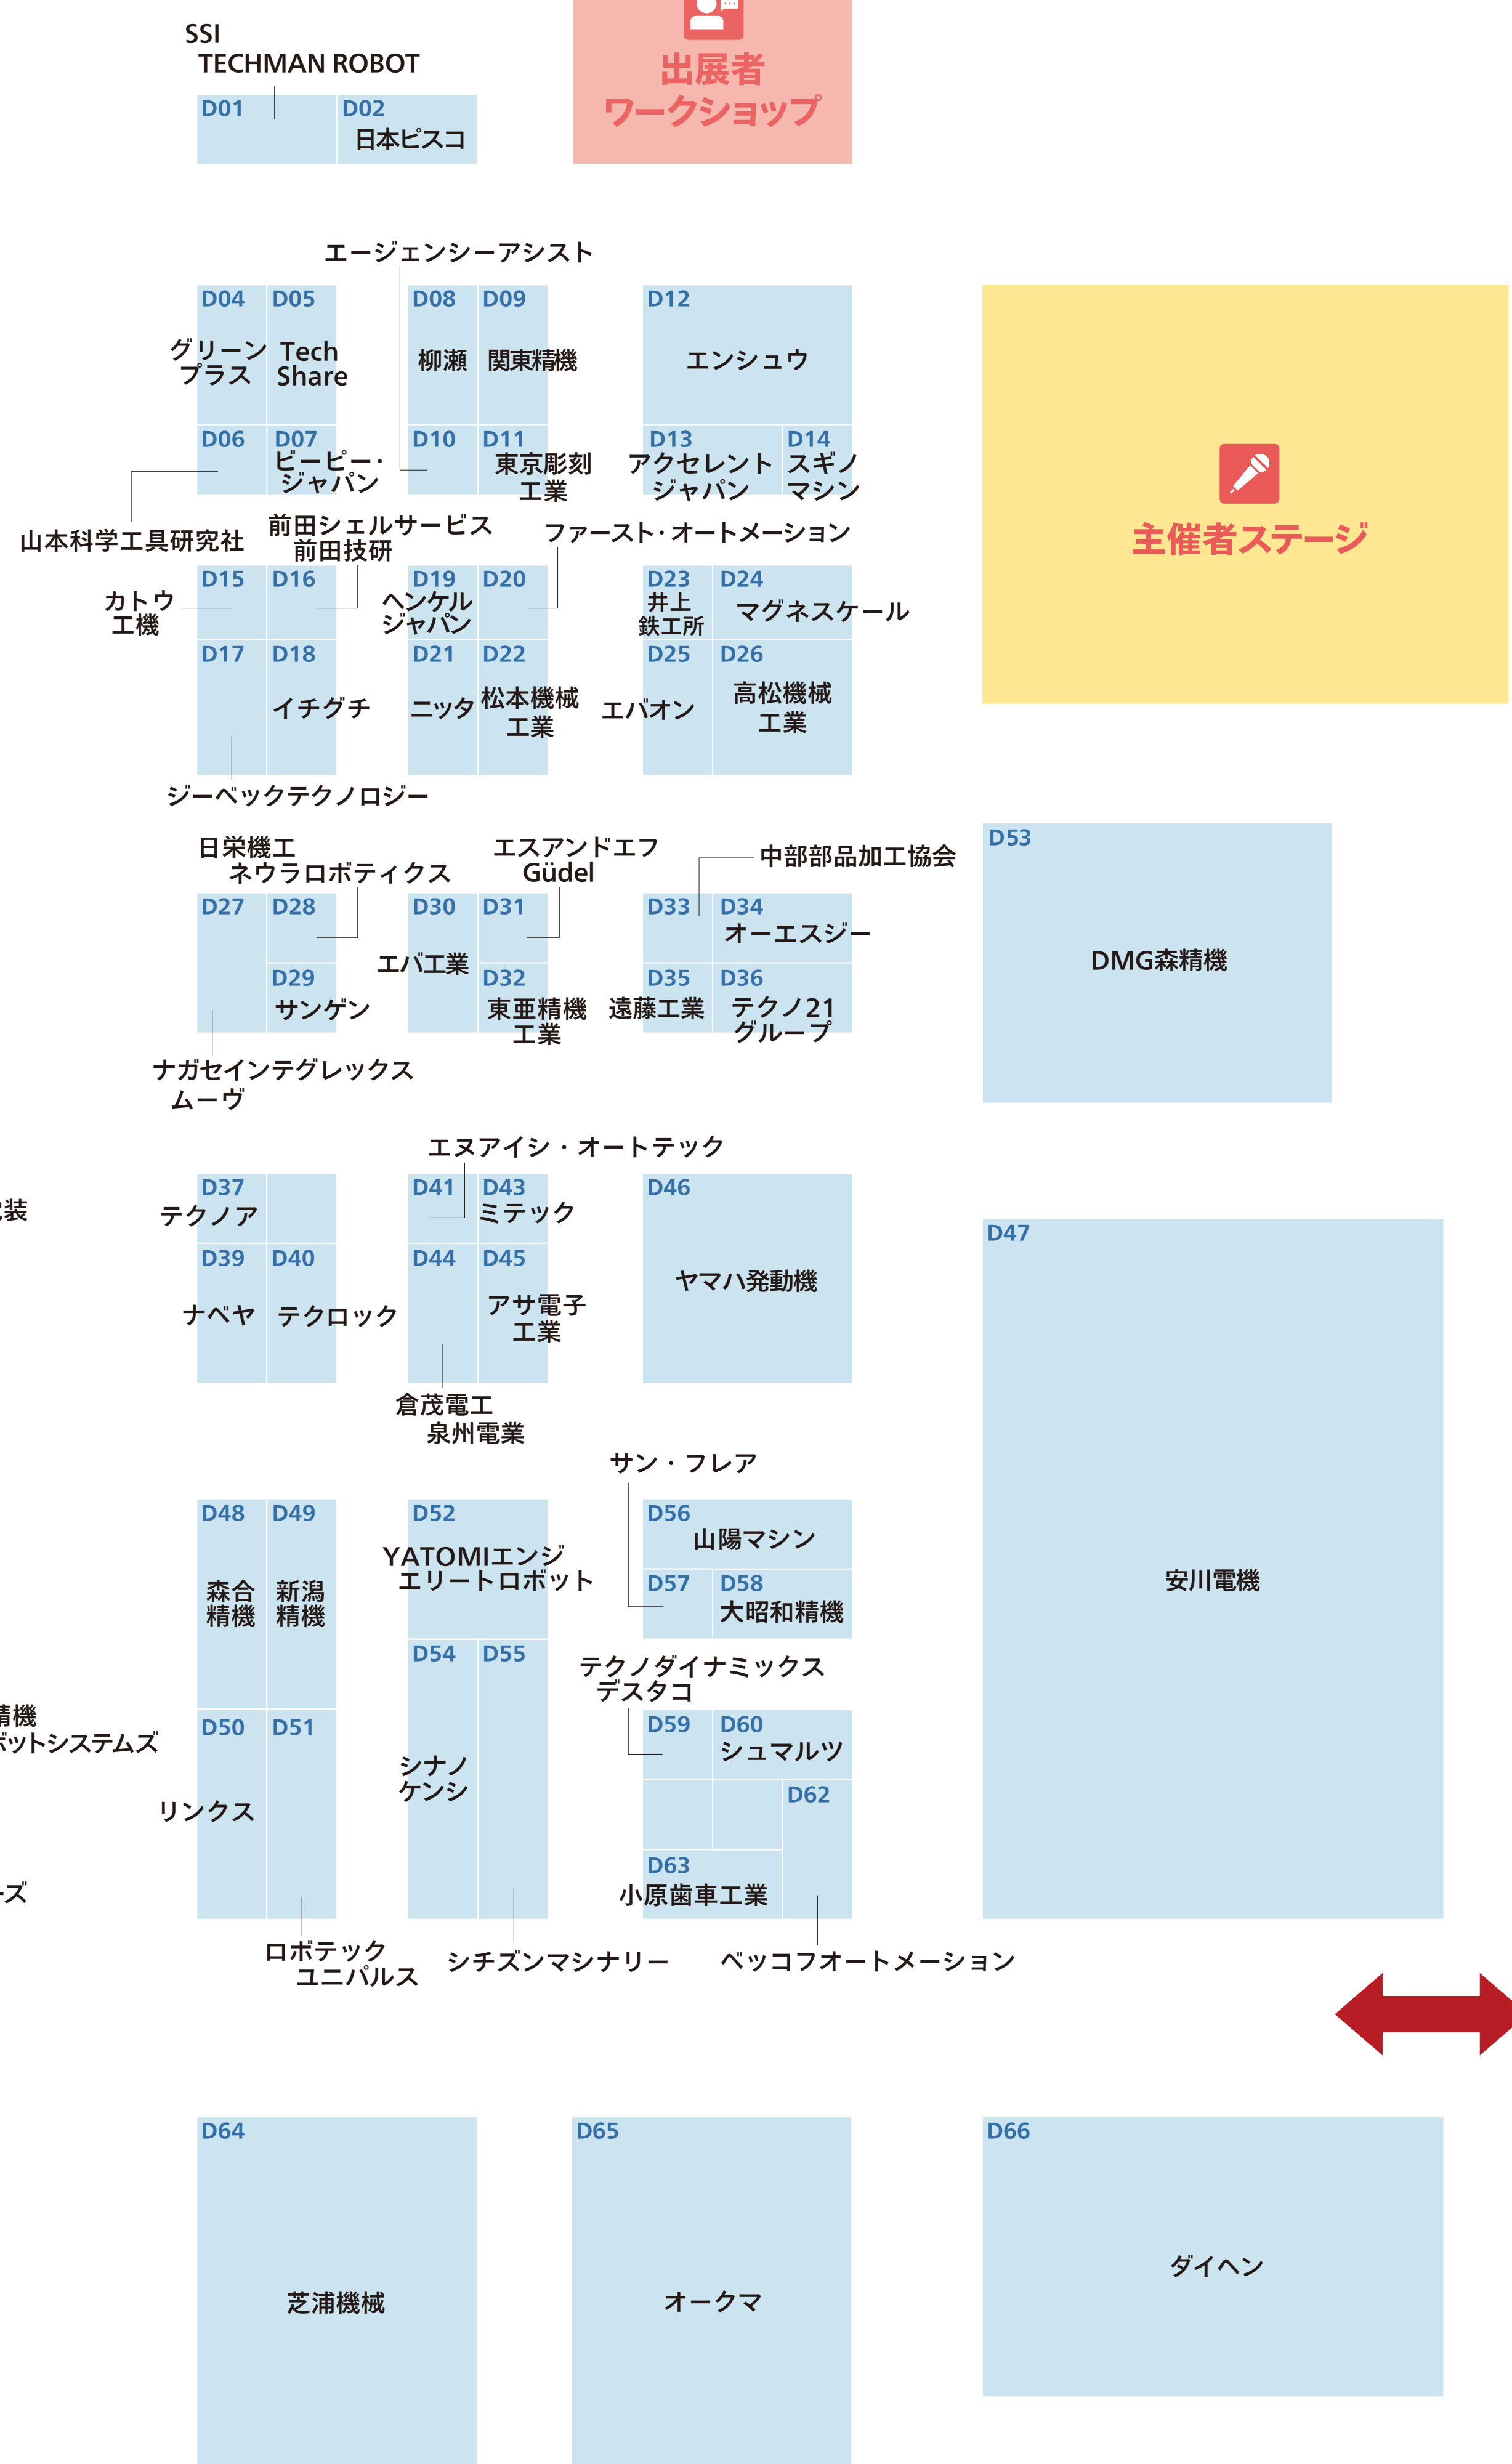 SSI
TECHMAN ROBOT
D01
D02
日本ピスコ
出展者
ワークショップ
エージェンシーアシスト
D04
D05
D08
D09
D12
グリーン
プラス
Tech
Share
柳瀬
関東精機
エンシュウ
D06
D07
ビーピー・
ジャパン
D10
D11
東京彫刻
工業
D13
アクセレント
ジャパン
D14
スギノ
マシン
主催者ステージ
山本科学工具研究社
前田シェルサービス
前田技研
ファースト・オートメーション
D15
D16
カトウ
工機
D19
ヘンケル
ジャパン
D20
D23
井上
鉄工所
D24
マグネスケール
D17
D18
イチグチ
D21
ニッタ
D22
松本機械
工業
D25
エバオン
D26
高松機械
工業
ジーベックテクノロジー
日栄機工
ネウラロボティクス
エスアンドエフ
Güdel
中部部品加工協会
D53
DMG森精機
D27
D28
D30
エバ工業
D31
D33
D34
オーエスジー
D29
サンゲン
D32
東亜精機
工業
D35
遠藤工業
D36
テクノ21
グループ
ナガセインテグレックス
ムーヴ
エヌアイシ・オートテック
D37
テクノア
D41
D43
ミテック
D46
ヤマハ発動機
装
D47
安川電機
D39
ナベヤ
D40
テクロック
D44
D45
アサ電子
工業
倉茂電工
泉州電業
サン・フレア
D48
森合
精機
D49
新潟
精機
D52
YATOMIエンジ
エリートロボット
D56
山陽マシン
D57
D58
大昭和精機
D54
シナノ
ケンシ
D55
テクノダイナミックス
デスタコ
精機
ボットシステムズ
D50
リンクス
D51
D59
D60
シュマルツ
D62
D63
小原歯車工業
ーズ
ロボテック
ユニパルス
シチズンマシナリー
ベッコフオートメーション
D64
芝浦機械
D65
オークマ
D66
ダイヘン